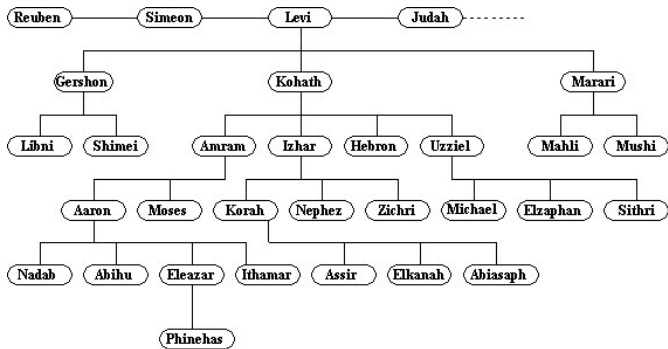 Reuben Simeon Levi Judah
Gershon Kohath Marari
Libni Shimei Amram Izhar Hebron Uzziel Mahli Mushi
Aaron Moses Korah Nephez Zichri Michael Elzaphan Sithri
Nadab Abihu Eleazar Ithamar Assir Elkanah Abiasaph
Phinehas